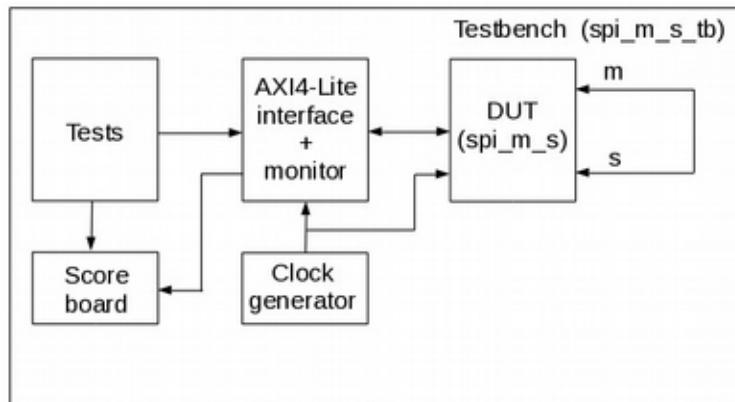 Testbench (spi_m_s_tb)
Tests
AXI4-Lite
interface
+
monitor
DUT
(spi_m_s)
m
s
Score
board
Clock
generator